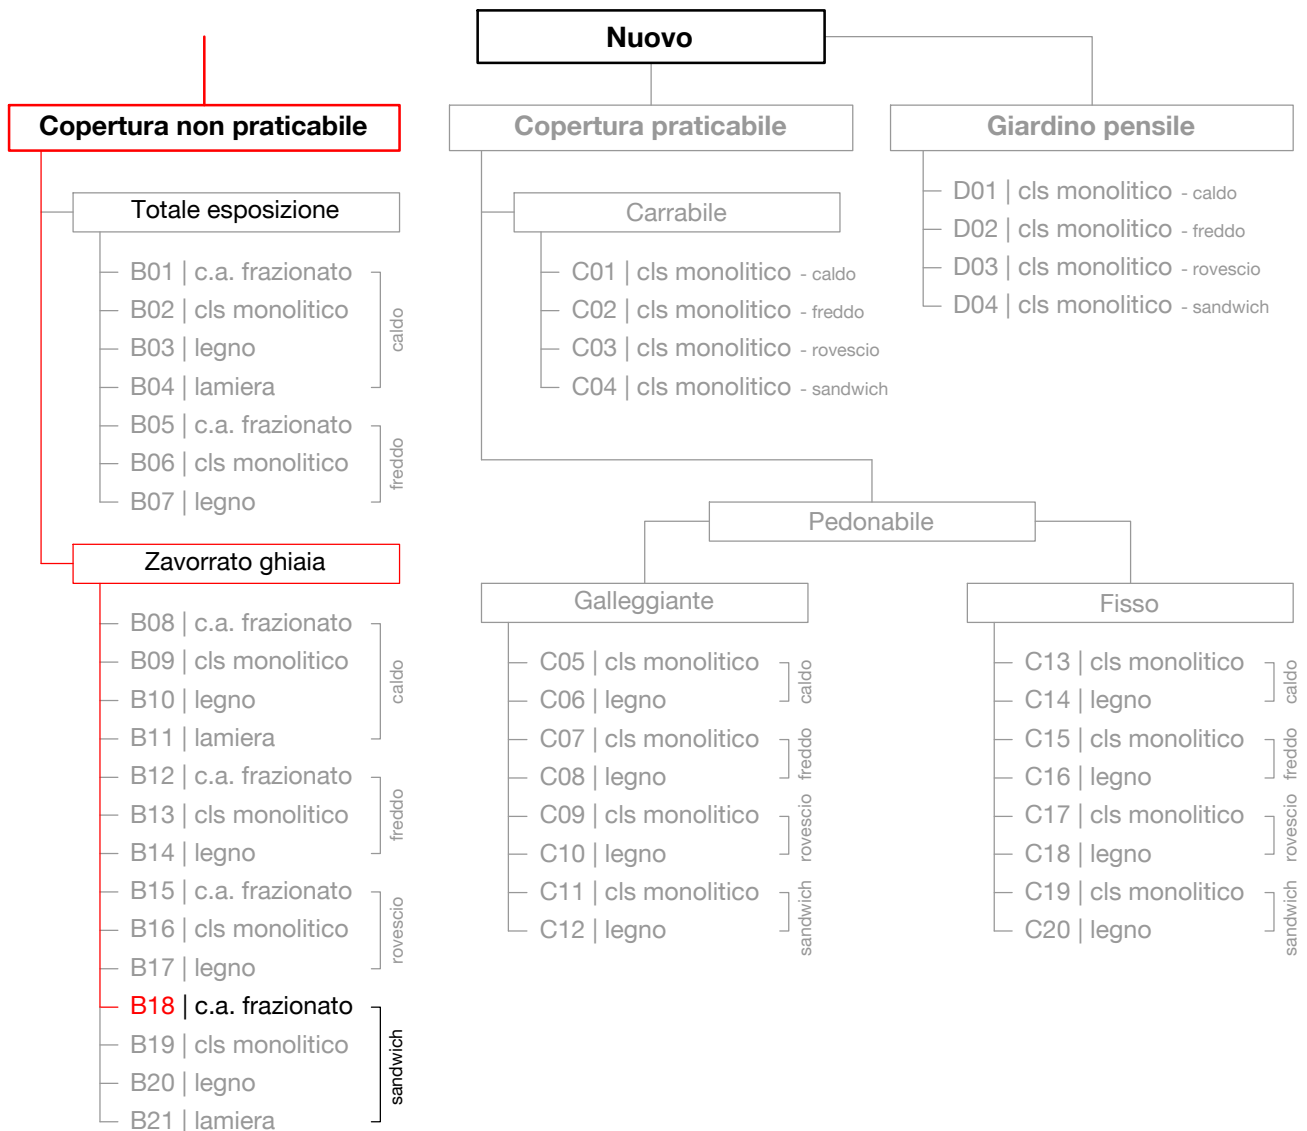 Nuovo
Copertura non praticabile
Totale esposizione
B01 | c.a. frazionato
B02 | cls monolitico
B03 | legno
B04 | lamiera
caldo
B05 | c.a. frazionato
B06 | cls monolitico
B07 | legno
freddo
Zavorrato ghiaia
B08 | c.a. frazionato
B09 | cls monolitico
B10 | legno
B11 | lamiera
caldo
B12 | c.a. frazionato
B13 | cls monolitico
B14 | legno
freddo
B15 | c.a. frazionato
B16 | cls monolitico
B17 | legno
rovescio
B18 | c.a. frazionato
B19 | cls monolitico
B20 | legno
B21 | lamiera
sandwich
Copertura praticabile
Carrabile
C01 | cls monolitico - caldo
C02 | cls monolitico - freddo
C03 | cls monolitico - rovescio
C04 | cls monolitico - sandwich
Pedonabile
Galleggiante
C05 | cls monolitico
C06 | legno
caldo
C07 | cls monolitico
C08 | legno
freddo
C09 | cls monolitico
C10 | legno
rovescio
C11 | cls monolitico
C12 | legno
sandwich
Fisso
C13 | cls monolitico
C14 | legno
caldo
C15 | cls monolitico
C16 | legno
freddo
C17 | cls monolitico
C18 | legno
rovescio
C19 | cls monolitico
C20 | legno
sandwich
Giardino pensile
D01 | cls monolitico - caldo
D02 | cls monolitico - freddo
D03 | cls monolitico - rovescio
D04 | cls monolitico - sandwich